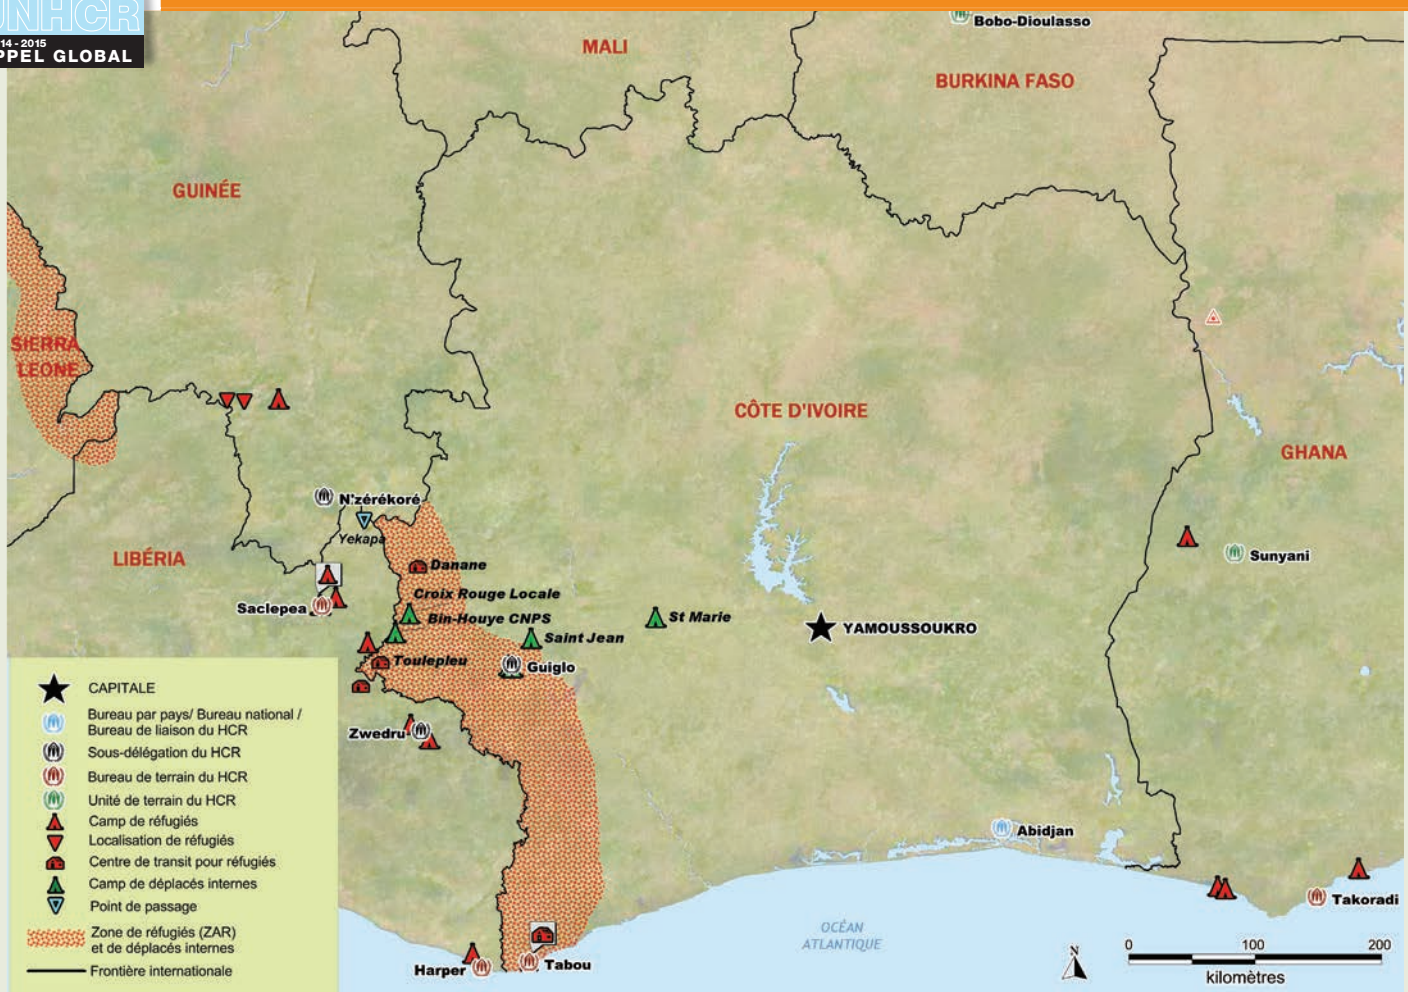 UNHCR
14 - 2015
PPEL GLOBAL
Bobo-Dioulasso
MALI
BURKINA FASO
GUINÉE
SIERRA
LEONE
CÔTE D'IVOIRE
GHANA
N'zérékoré
Yekapa
LIBÉRIA
Danane
Sunyani
Croix Rouge Locale
Saclepea
Bin-Houye CNPS
St Marie
YAMOUSSOUKRO
Saint Jean
Toulepleu
Guiglo
Zwedru
Abidjan
Takoradi
OCÉAN
ATLANTIQUE
Harper
Tabou
CAPITALE
Bureau par pays/ Bureau national /
Bureau de liaison du HCR
Sous-délégation du HCR
Bureau de terrain du HCR
Unité de terrain du HCR
Camp de réfugiés
Localisation de réfugiés
Centre de transit pour réfugiés
Camp de déplacés internes
Point de passage
Zone de réfugiés (ZAR)
et de déplacés internes
Frontière internationale
N
0 100 200
kilomètres